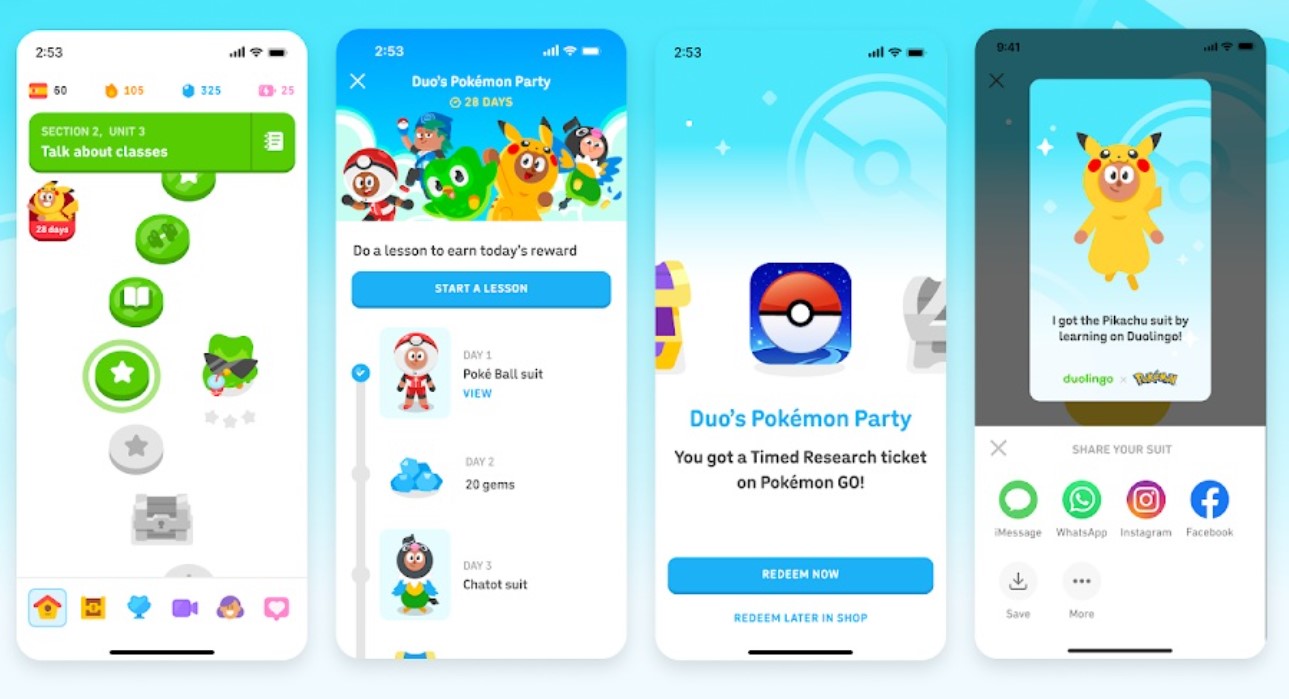 2:53
60 105 325 25
SECTION 2, UNIT 3
Talk about classes
28 days
2:53
Duo's Pokémon Party
28 DAYS
Do a lesson to earn today's reward
START A LESSON
DAY 1
Poké Ball suit
VIEW
DAY 2
20 gems
DAY 3
Chatot suit
2:53
Duo's Pokémon Party
You got a Timed Research ticket
on Pokémon GO!
REDEEM NOW
REDEEM LATER IN SHOP
9:41
I got the Pikachu suit by
learning on Duolingo!
duolingo × Pokémon
SHARE YOUR SUIT
iMessage WhatsApp Instagram Facebook
Save More